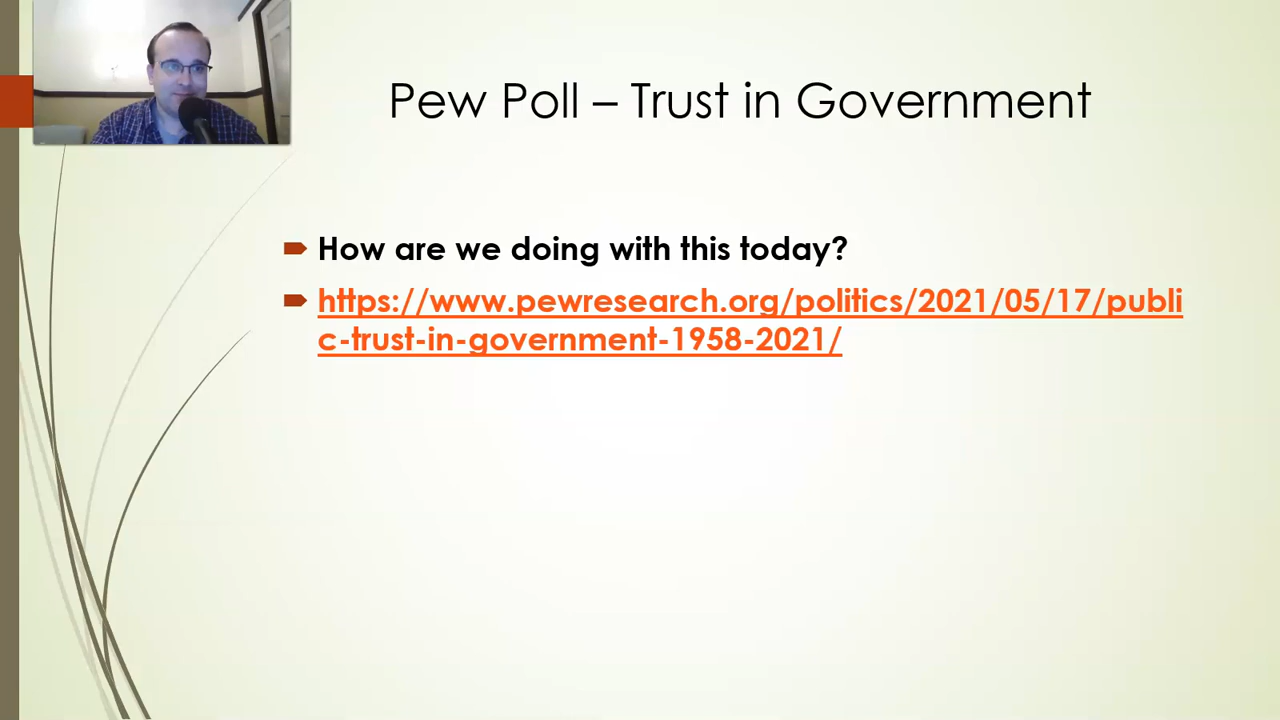 Pew Poll – Trust in Government
How are we doing with this today?
https://www.pewresearch.org/politics/2021/05/17/publi
c-trust-in-government-1958-2021/